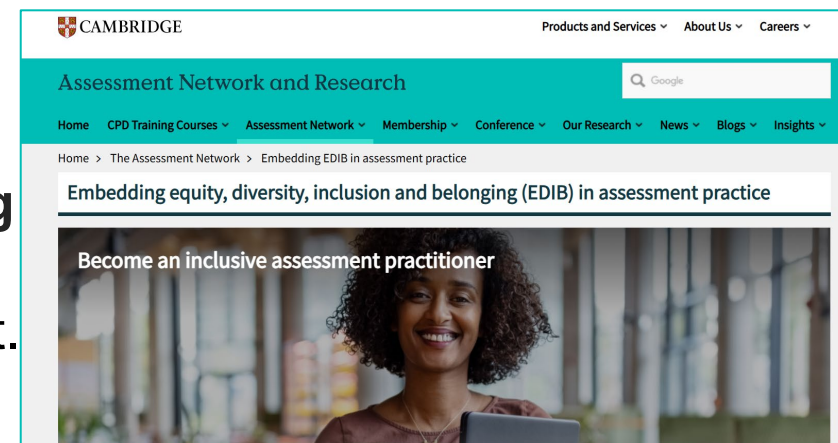 CAMBRIDGE
Products and Services About Us Careers
Assessment Network and Research
Google
Home CPD Training Courses Assessment Network Membership Conference Our Research News Blogs Insights
Home > The Assessment Network > Embedding EDIB in assessment practice
Embedding equity, diversity, inclusion and belonging (EDIB) in assessment practice
Become an inclusive assessment practitioner